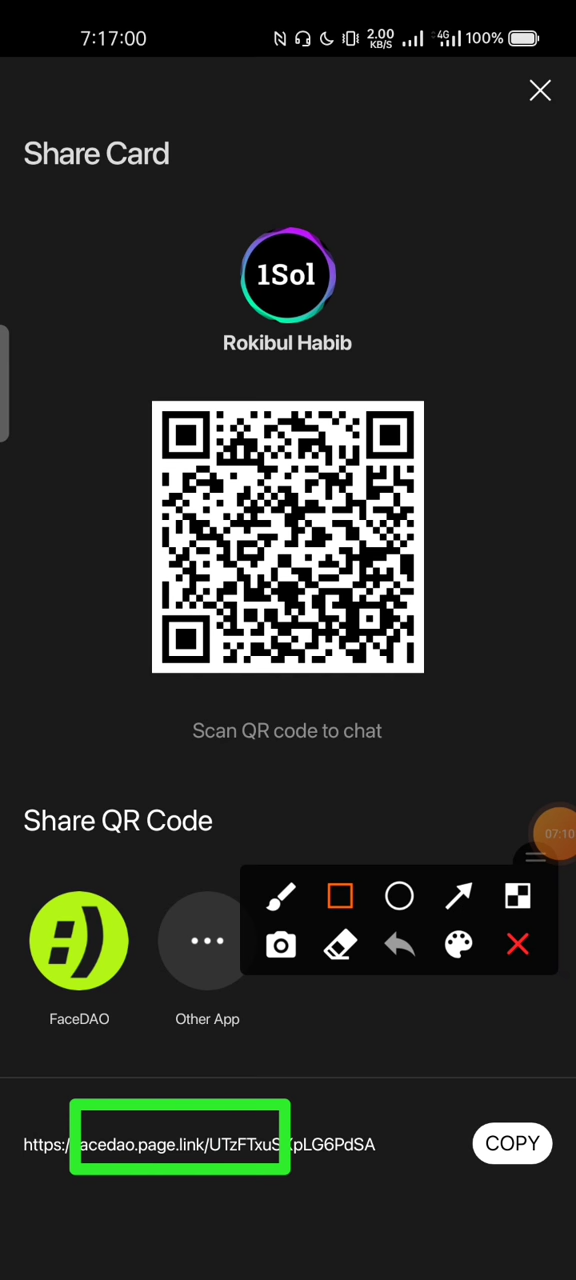 7:17:00
2.00
KB/S
4G
100%
Share Card
1Sol
Rokibul Habib
Scan QR code to chat
Share QR Code
07:10
FaceDAO
Other App
acedao.page.link/UTzFTxuS
pLG6PdSA
COPY